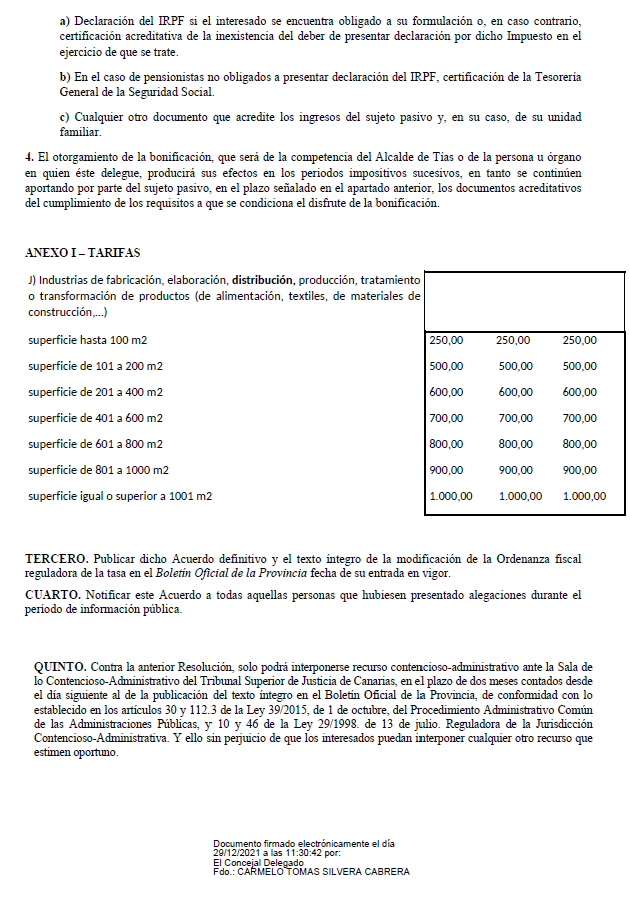 a) Declaración del IRPF si el interesado se encuentra obligado a su formulación o, en caso contrario,
certificación acreditativa de la inexistencia del deber de presentar declaración por dicho Impuesto en el
ejercicio de que se trate.
b) En el caso de pensionistas no obligados a presentar declaración del IRPF, certificación de la Tesorería
General de la Seguridad Social.
c) Cualquier otro documento que acredite los ingresos del sujeto pasivo y, en su caso, de su unidad
familiar.
4. El otorgamiento de la bonificación, que será de la competencia del Alcalde de Tías o de la persona u órgano
en quien éste delegue, producirá sus efectos en los periodos impositivos sucesivos, en tanto se continúen
aportando por parte del sujeto pasivo, en el plazo señalado en el apartado anterior, los documentos acreditativos
del cumplimiento de los requisitos a que se condiciona el disfrute de la bonificación.
ANEXO I – TARIFAS
J) Industrias de fabricación, elaboración, distribución, producción, tratamiento
o transformación de productos (de alimentación, textiles, de materiales de
construcción,...)
superficie hasta 100 m2 250,00 250,00 250,00
superficie de 101 a 200 m2 500,00 500,00 500,00
superficie de 201 a 400 m2 600,00 600,00 600,00
superficie de 401 a 600 m2 700,00 700,00 700,00
superficie de 601 a 800 m2 800,00 800,00 800,00
superficie de 801 a 1000 m2 900,00 900,00 900,00
superficie igual o superior a 1001 m2 1.000,00 1.000,00 1.000,00
TERCERO. Publicar dicho Acuerdo definitivo y el texto íntegro de la modificación de la Ordenanza fiscal
reguladora de la tasa en el Boletín Oficial de la Provincia fecha de su entrada en vigor.
CUARTO. Notificar este Acuerdo a todas aquellas personas que hubiesen presentado alegaciones durante el
período de información pública.
QUINTO. Contra la anterior Resolución, solo podrá interponerse recurso contencioso-administrativo ante la Sala de
lo Contencioso-Administrativo del Tribunal Superior de Justicia de Canarias, en el plazo de dos meses contados desde
el día siguiente al de la publicación del texto íntegro en el Boletín Oficial de la Provincia, de conformidad con lo
establecido en los artículos 30 y 112.3 de la Ley 39/2015, de 1 de octubre, del Procedimiento Administrativo Común
de las Administraciones Públicas, y 10 y 46 de la Ley 29/1998. de 13 de julio. Reguladora de la Jurisdicción
Contencioso-Administrativa. Y ello sin perjuicio de que los interesados puedan interponer cualquier otro recurso que
estimen oportuno.
Documento firmado electrónicamente el día
29/12/2021 a las 11:30:42 por:
El Concejal Delegado
Fdo.: CARMELO TOMAS SILVERA CABRERA